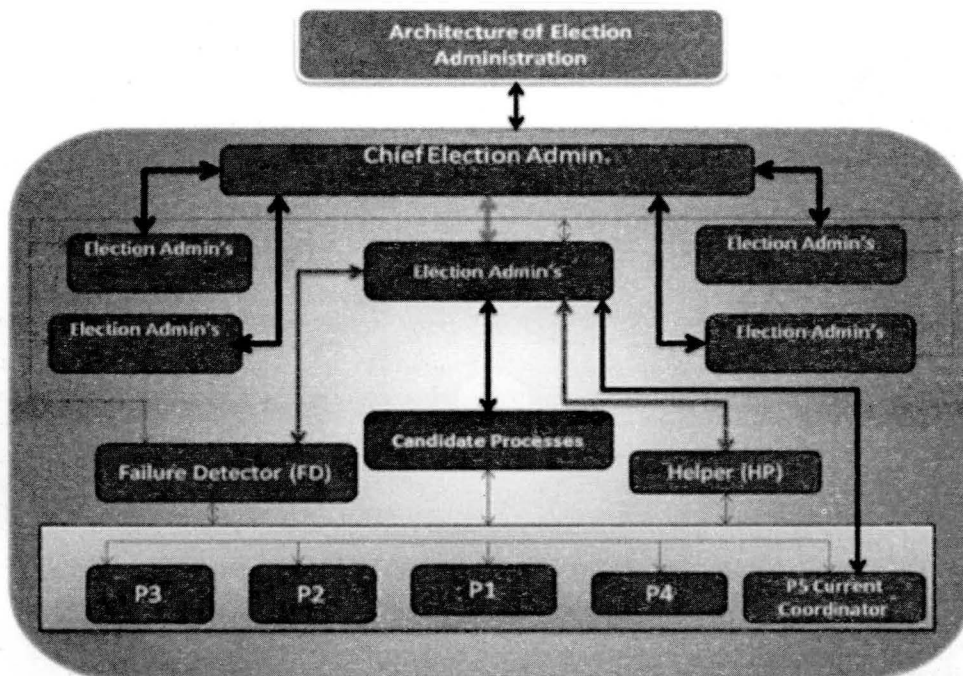 Architecture of Election
Administration
Chief Election Admin.
Election Admin's
Election Admin's
Election Admin's
Election Admin's
Election Admin's
Candidate Processes
Failure Detector (FD)
Helper (HP)
P3
P2
P1
P4
P5 Current
Coordinator